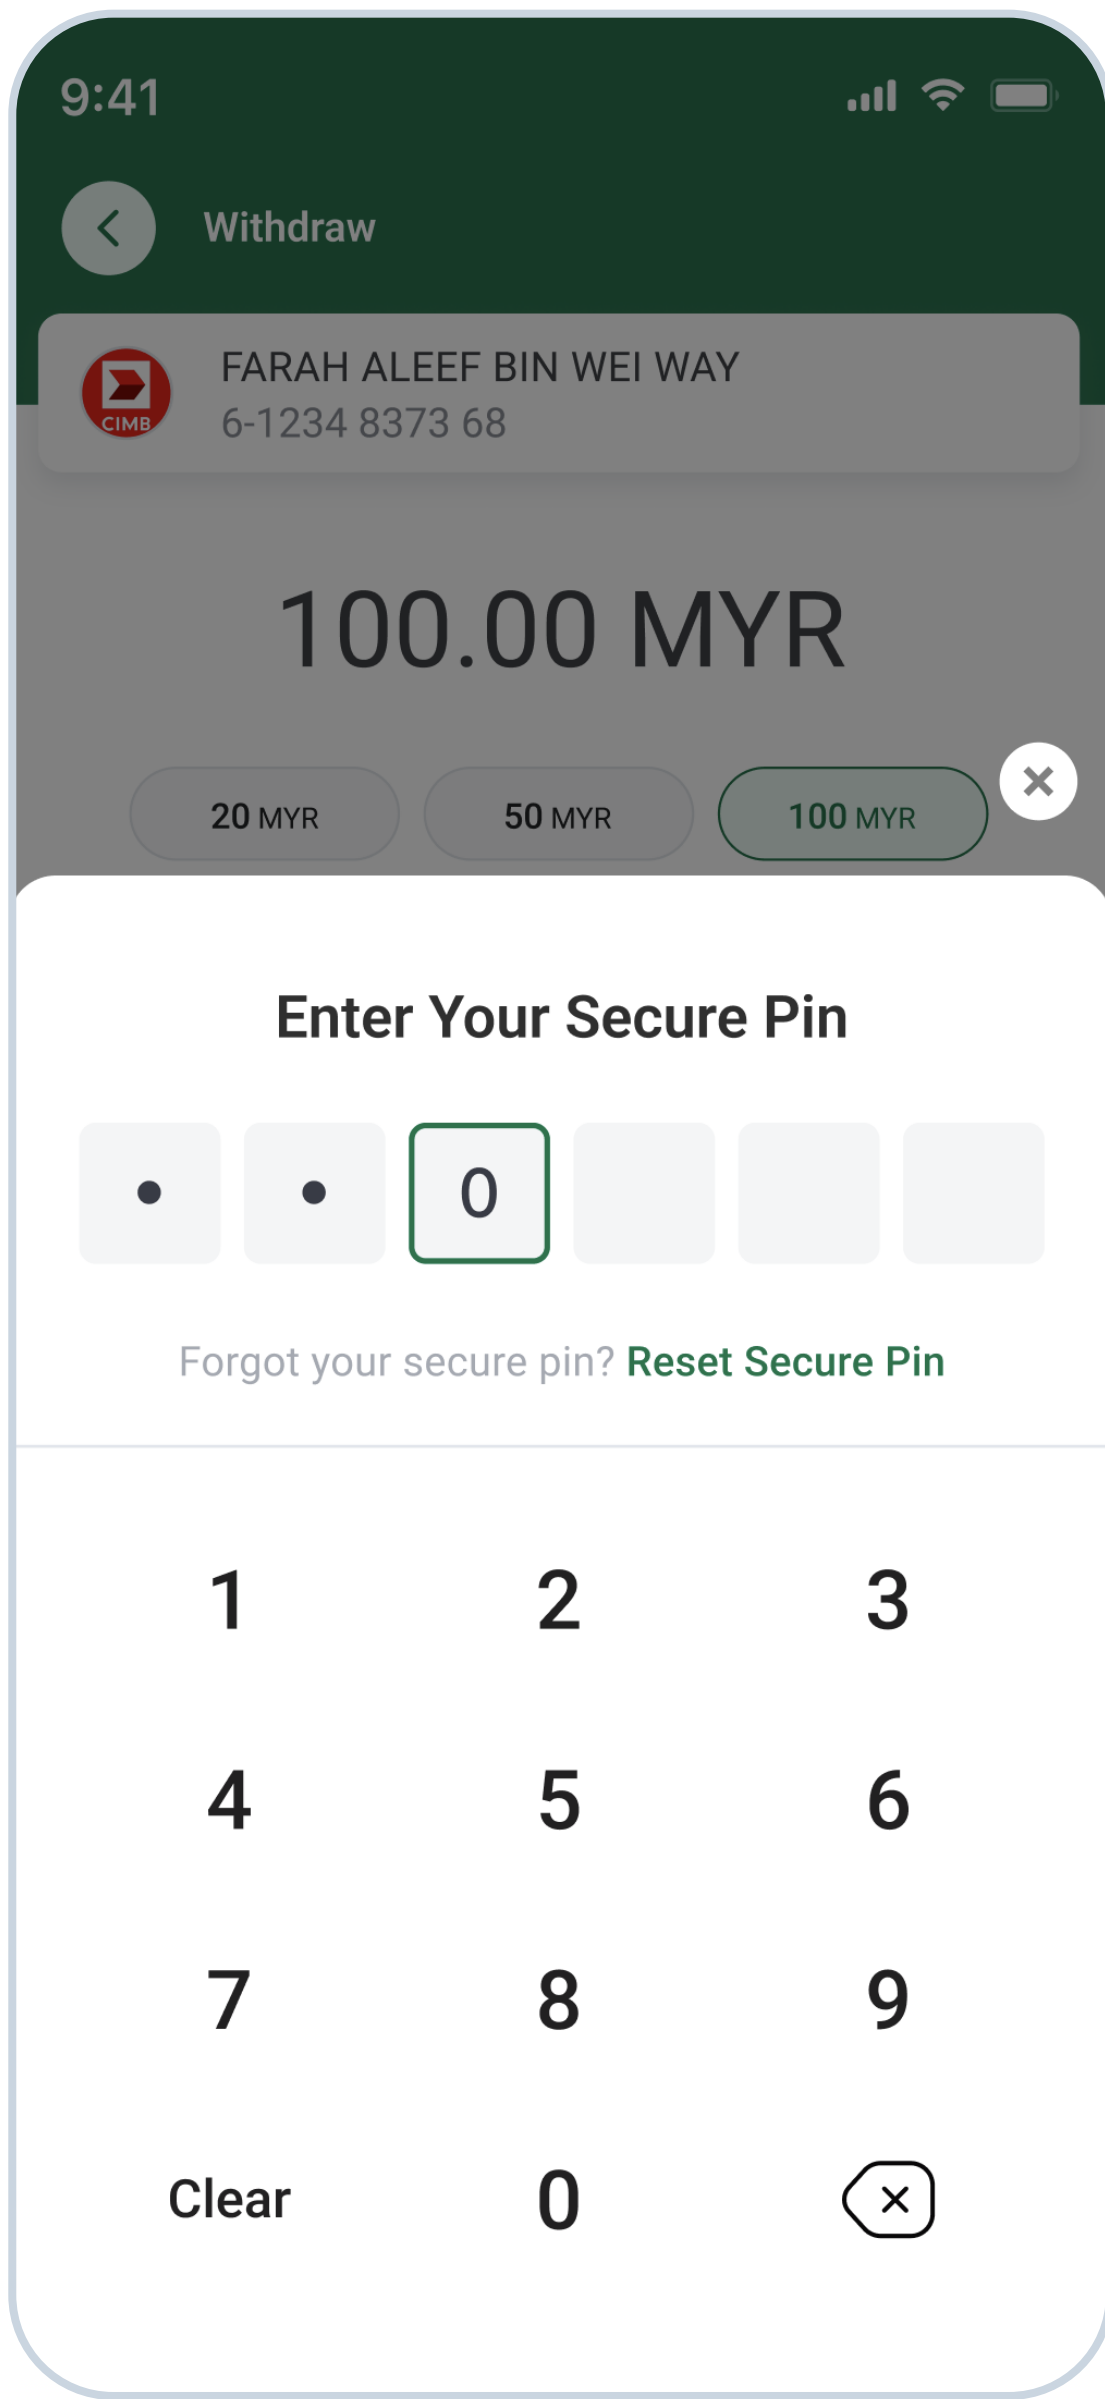 9:41
Withdraw
CIMB
FARAH ALEEF BIN WEI WAY
6-1234 8373 68
100.00 MYR
20 MYR 50 MYR 100 MYR
Enter Your Secure Pin
0
Forgot your secure pin? Reset Secure Pin
1 2 3
4 5 6
7 8 9
Clear 0